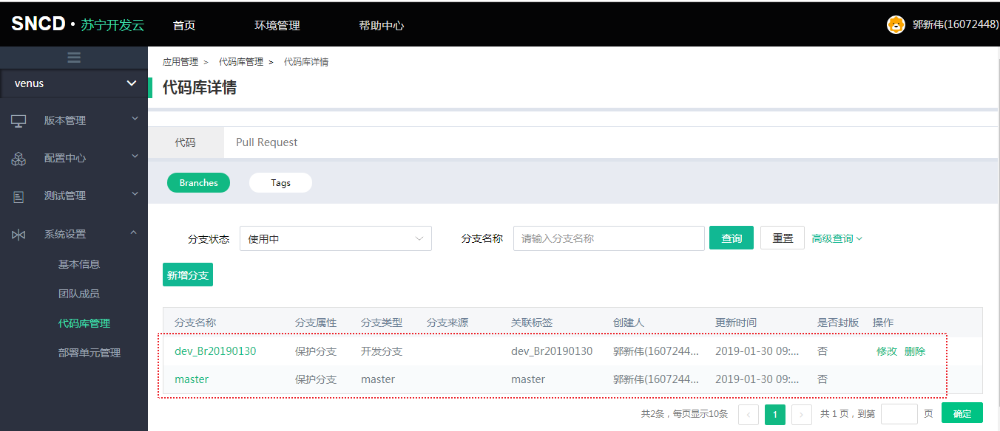 SNCD · 苏宁开发云 首页 环境管理 帮助中心 郭新伟(16072448)
venus
版本管理
配置中心
测试管理
系统设置
基本信息
团队成员
代码库管理
部署单元管理
应用管理 > 代码库管理 > 代码库详情
代码库详情
代码 Pull Request
Branches Tags
分支状态 使用中 分支名称 请输入分支名称 查询 重置 高级查询
新增分支
分支名称 分支属性 分支类型 分支来源 关联标签 创建人 更新时间 是否封版 操作
dev_Br20190130 保护分支 开发分支 dev_Br20190130 郭新伟(1607244... 2019-01-30 09:... 否 修改 删除
master 保护分支 master master 郭新伟(1607244... 2019-01-30 09:... 否
共2条，每页显示10条 < 1 > 共 1 页，到第 页 确定